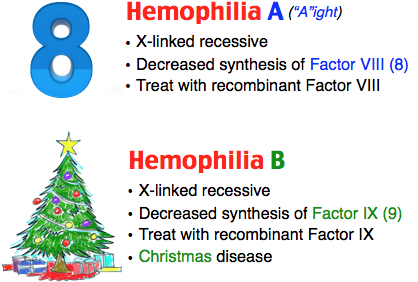 8
Hemophilia A ("A"ight)
• X-linked recessive
• Decreased synthesis of Factor VIII (8)
• Treat with recombinant Factor VIII
Hemophilia B
• X-linked recessive
• Decreased synthesis of Factor IX (9)
• Treat with recombinant Factor IX
• Christmas disease